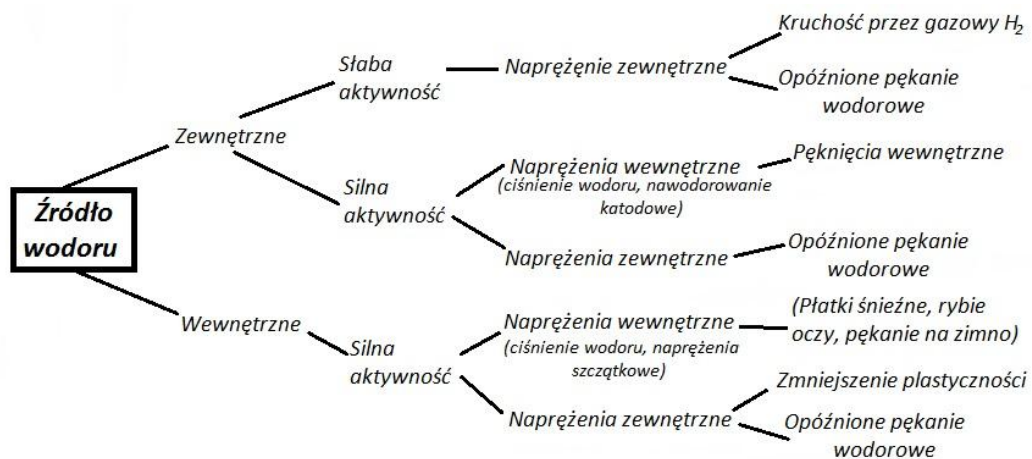 Źródło
wodoru
Zewnętrzne
Słaba
aktywność
Naprężęnie zewnętrzne
Kruchość przez gazowy H₂
Opóźnione pękanie
wodorowe
Silna
aktywność
Naprężenia wewnętrzne
(ciśnienie wodoru, nawodorowanie
katodowe)
Pęknięcia wewnętrzne
Naprężenia zewnętrzne
Opóźnione pękanie
wodorowe
Wewnętrzne
Silna
aktywność
Naprężenia wewnętrzne
(ciśnienie wodoru, naprężenia
szczątkowe)
(Płatki śnieźne, rybie
oczy, pękanie na zimno)
Naprężenia zewnętrzne
Zmniejszenie plastyczności
Opóźnione pękanie
wodorowe